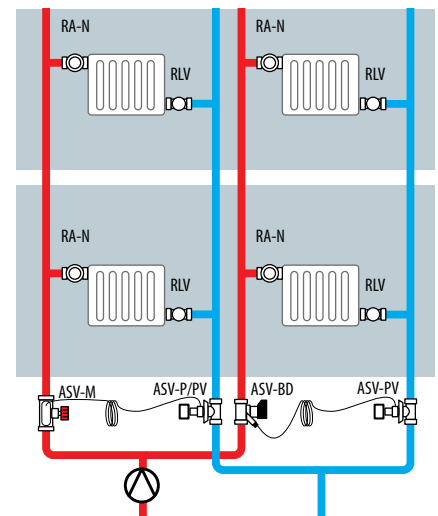 RA-N
RA-N
RLV
RLV
RA-N
RA-N
RLV
RLV
ASV-M
ASV-P/PV
ASV-BD
ASV-PV